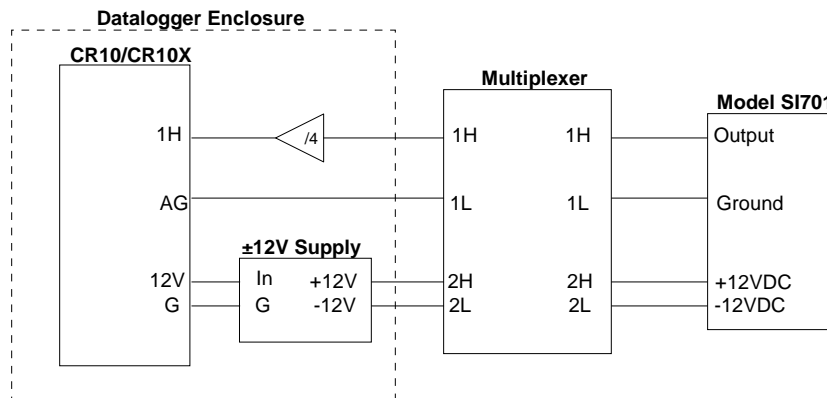 Datalogger Enclosure
CR10/CR10X
Multiplexer
Model SI701
1H
/4
1H
1H
Output
AG
1L
1L
Ground
±12V Supply
12V
In
+12V
2H
2H
+12VDC
G
G
-12V
2L
2L
-12VDC